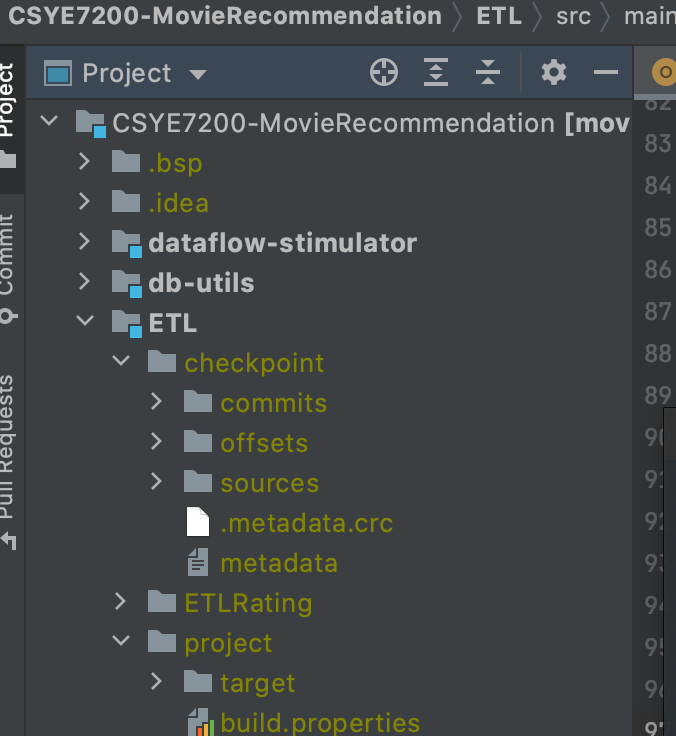 CSYE7200-MovieRecommendation 〉 ETL 〉 src 〉 main
Project
Project
CSYE7200-MovieRecommendation [mov
.bsp
.idea
dataflow-stimulator
db-utils
ETL
checkpoint
commits
offsets
sources
.metadata.crc
metadata
ETLRating
project
target
build.properties
Commit
Pull Requests
82
83
84
85
86
87
88
89
90
91
92
93
94
95
96
97